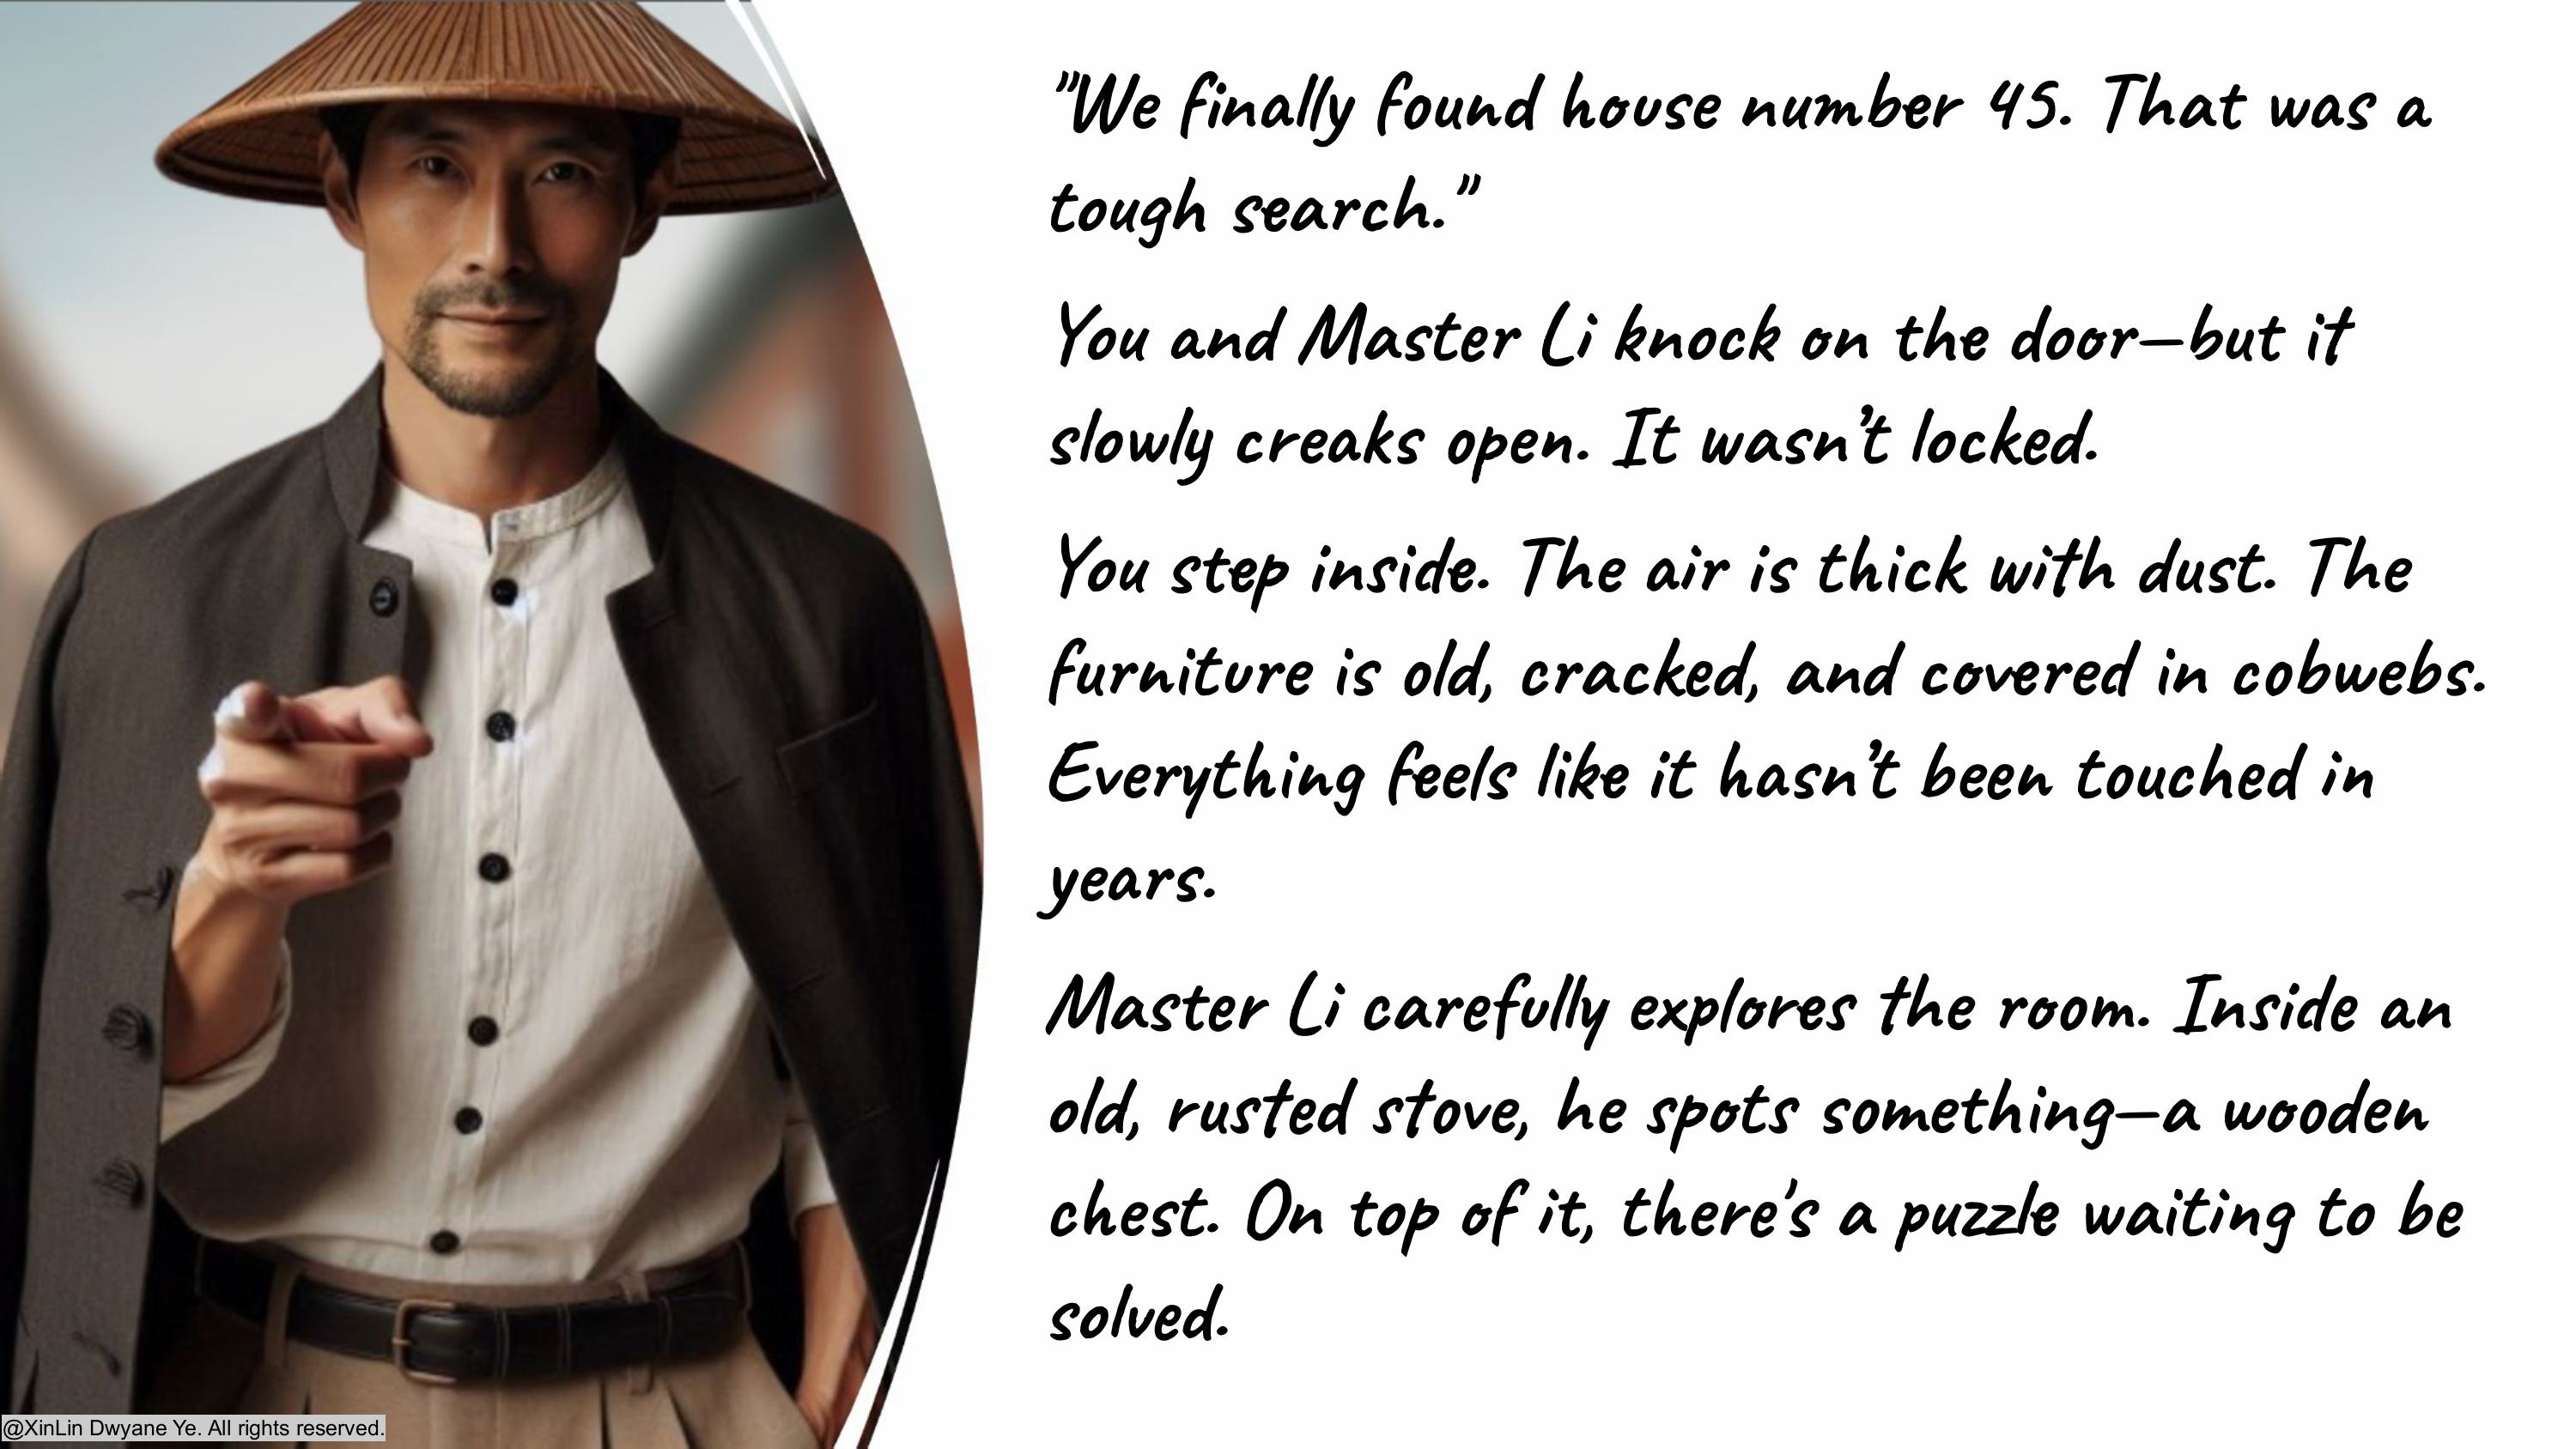 "We finally found house number 45. That was a
tough search."
You and Master Li knock on the door—but it
slowly creaks open. It wasn’t locked.
You step inside. The air is thick with dust. The
furniture is old, cracked, and covered in cobwebs.
Everything feels like it hasn’t been touched in
years.
Master Li carefully explores the room. Inside an
old, rusted stove, he spots something—a wooden
chest. On top of it, there's a puzzle waiting to be
solved.
@XinLin Dwyane Ye. All rights reserved.